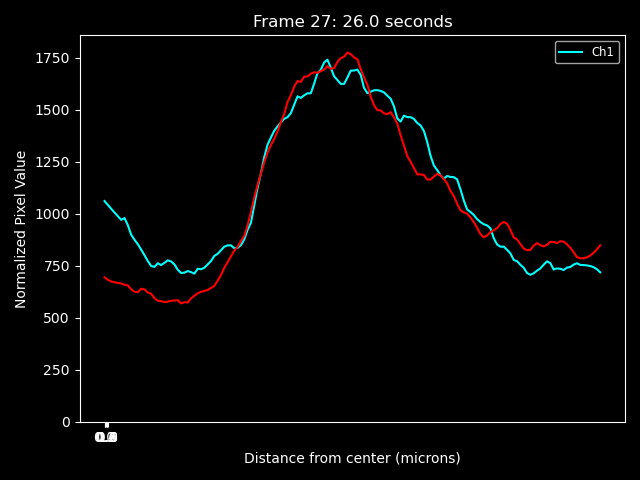 Frame 27: 26.0 seconds
Ch1
1750
1500
1250
1000
750
500
250
0
Normalized Pixel Value
Distance from center (microns)